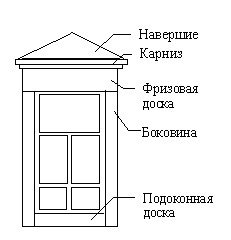 Навершие
Карниз
Фризовая
доска
Боковина
Подоконная
доска